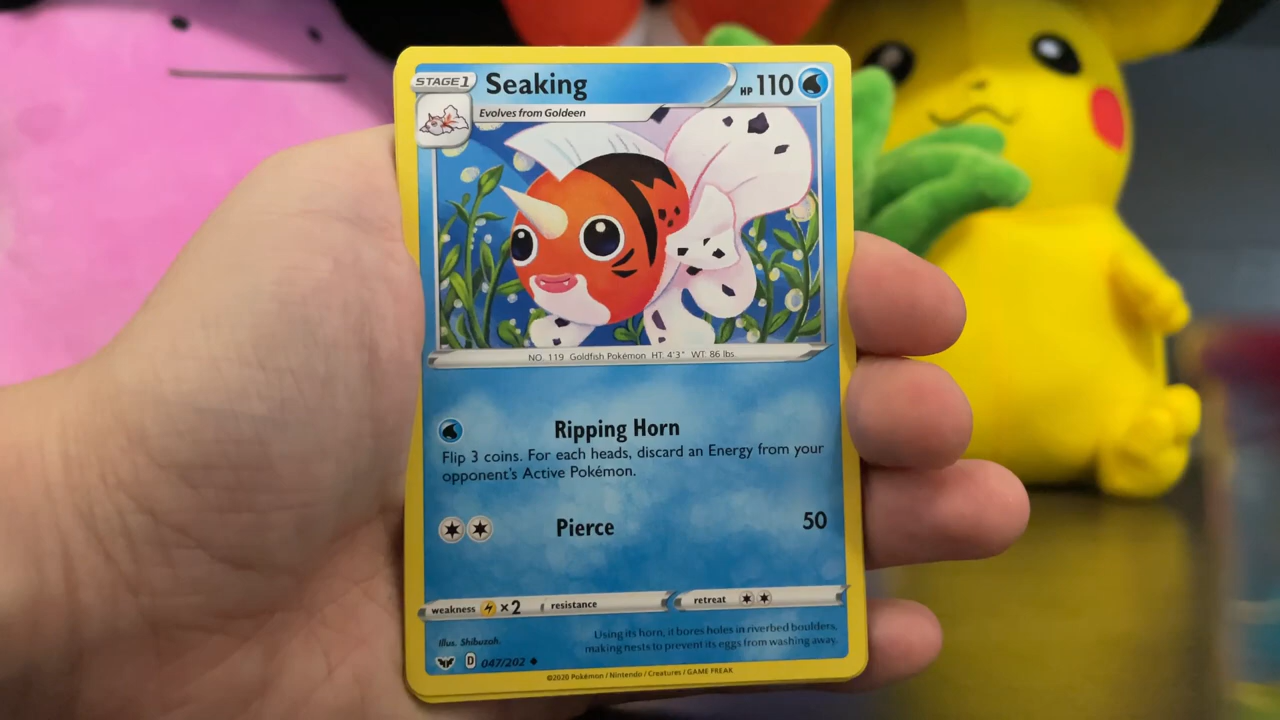 STAGE 1
Seaking
HP 110
Evolves from Goldeen
NO. 119 Goldfish Pokémon HT. 4'3" WT. 86 lbs.
Ripping Horn
Flip 3 coins. For each heads, discard an Energy from your
opponent's Active Pokémon.
Pierce 50
weakness ×2 resistance retreat
Illus. Shibuzoh.
Using its horn, it bores holes in riverbed boulders,
making nests to prevent its eggs from washing away.
D 047/202
©2020 Pokémon / Nintendo / Creatures / GAME FREAK